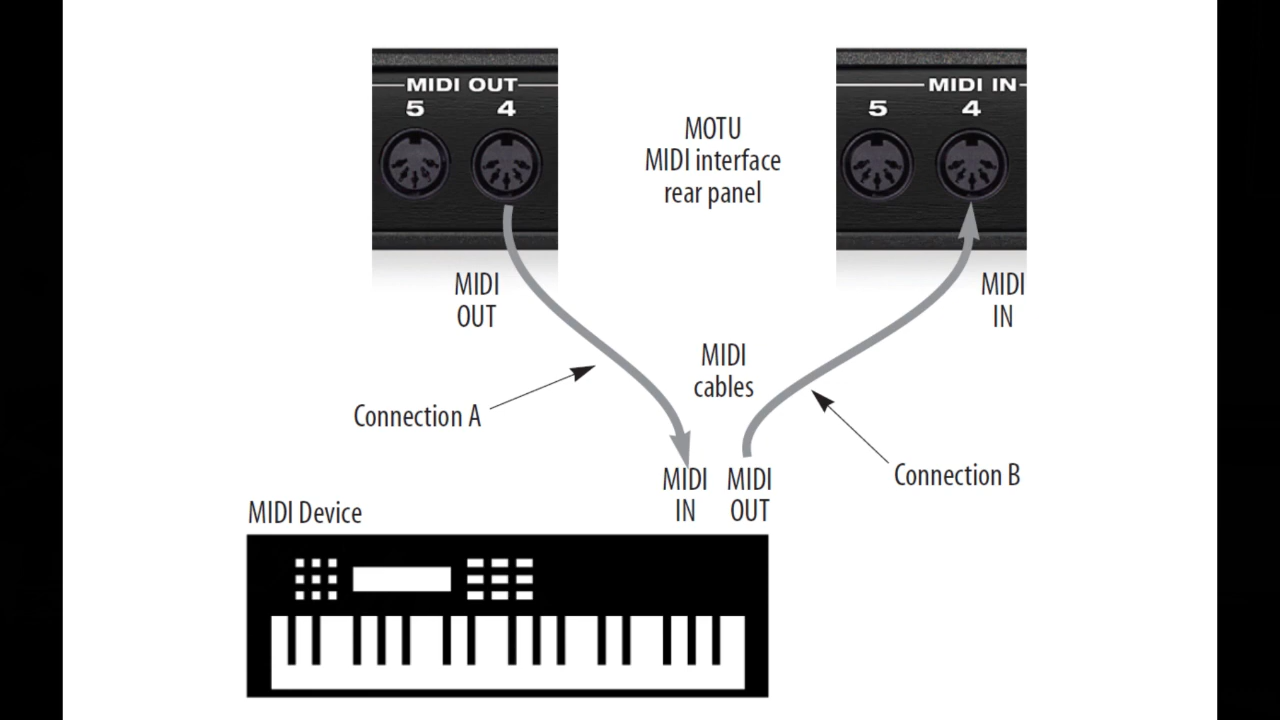 MIDI OUT
5 4
MIDI IN
5 4
MOTU
MIDI interface
rear panel
MIDI
OUT
MIDI
IN
MIDI
cables
Connection A
Connection B
MIDI
IN
MIDI
OUT
MIDI Device